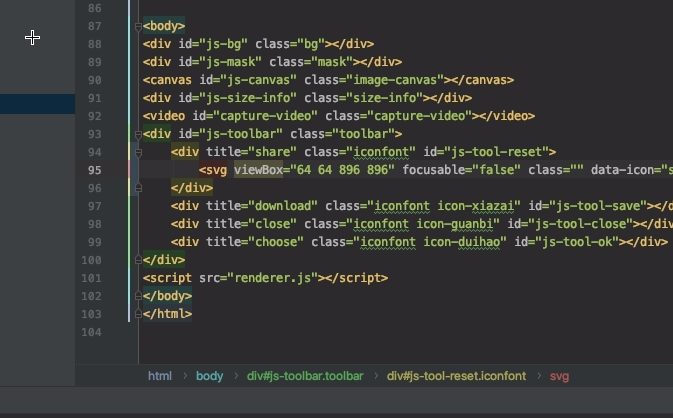 86
87 <body>
88 <div id="js-bg" class="bg"></div>
89 <div id="js-mask" class="mask"></div>
90 <canvas id="js-canvas" class="image-canvas"></canvas>
91 <div id="js-size-info" class="size-info"></div>
92 <video id="capture-video" class="capture-video"></video>
93 <div id="js-toolbar" class="toolbar">
94 <div title="share" class="iconfont" id="js-tool-reset">
95 <svg viewBox="64 64 896 896" focusable="false" class="" data-icon="s
96 </div>
97 <div title="download" class="iconfont icon-xiazai" id="js-tool-save"></d
98 <div title="close" class="iconfont icon-guanbi" id="js-tool-close"></di
99 <div title="choose" class="iconfont icon-duihao" id="js-tool-ok"></div>
100 </div>
101 <script src="renderer.js"></script>
102 </body>
103 </html>
104
html › body › div#js-toolbar.toolbar › div#js-tool-reset.iconfont › svg